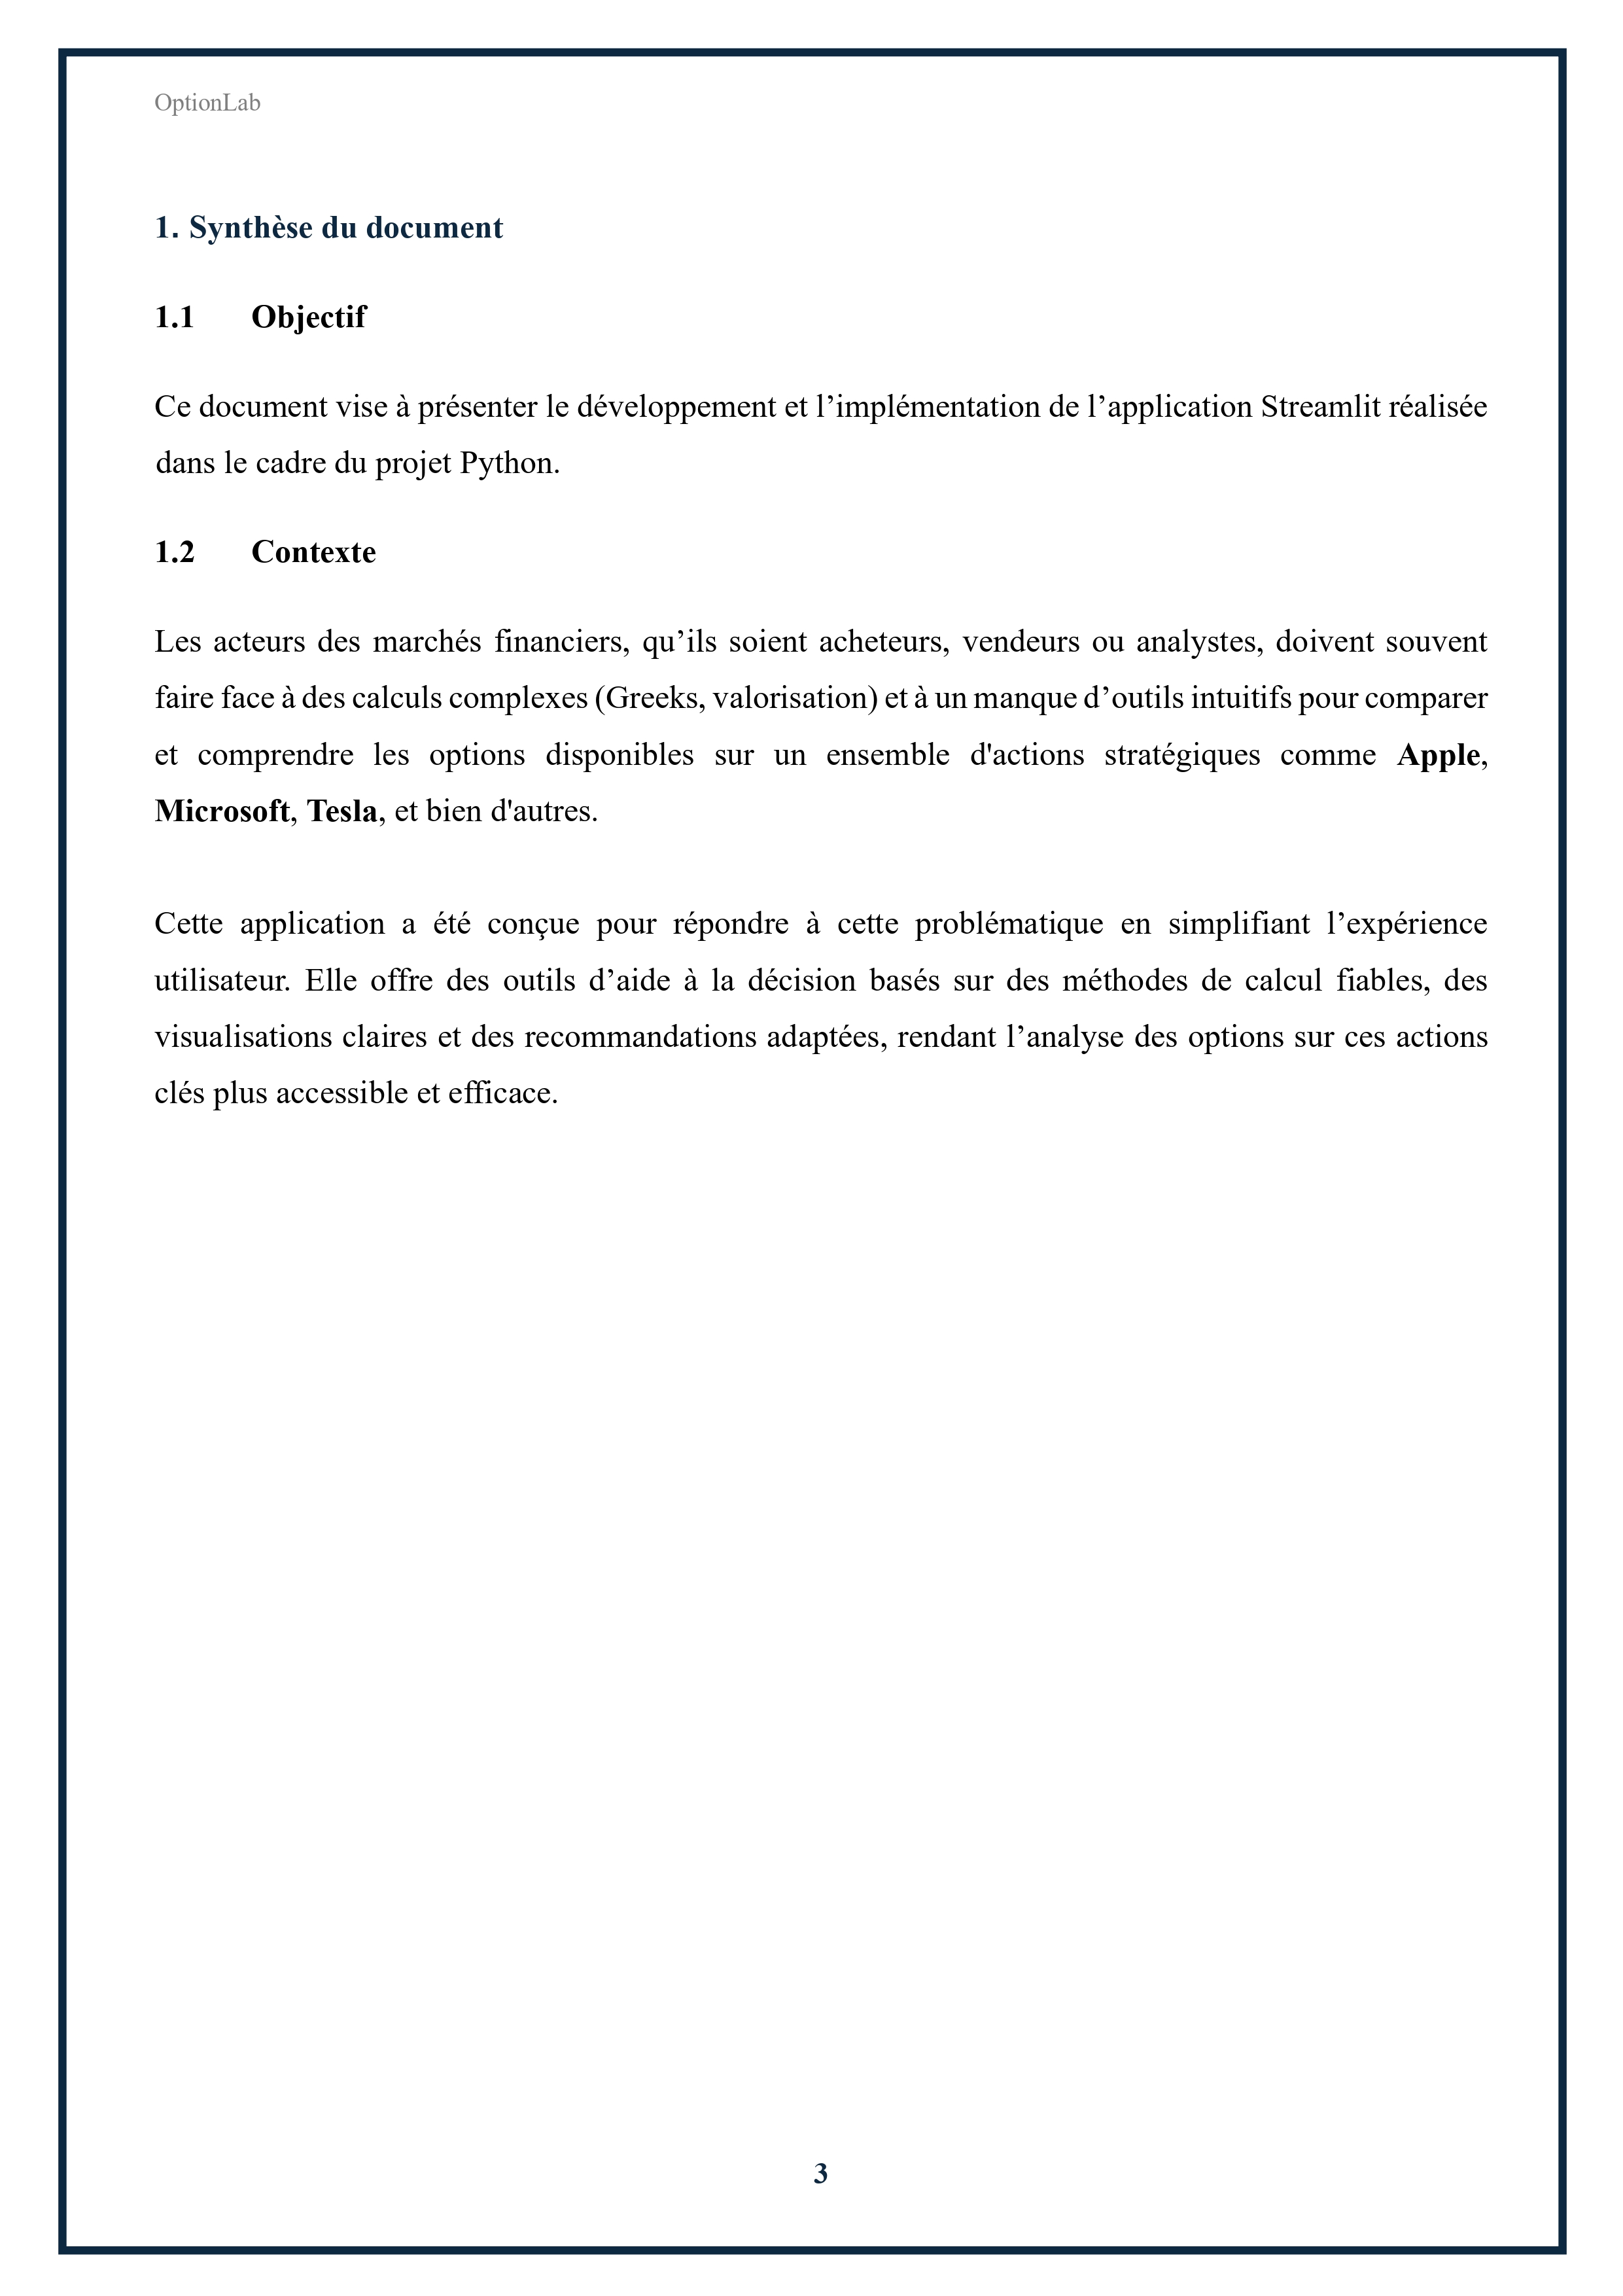 OptionLab
1. Synthèse du document
1.1 Objectif
Ce document vise à présenter le développement et l’implémentation de l’application Streamlit réalisée
dans le cadre du projet Python.
1.2 Contexte
Les acteurs des marchés financiers, qu’ils soient acheteurs, vendeurs ou analystes, doivent souvent
faire face à des calculs complexes (Greeks, valorisation) et à un manque d’outils intuitifs pour comparer
et comprendre les options disponibles sur un ensemble d'actions stratégiques comme Apple,
Microsoft, Tesla, et bien d'autres.
Cette application a été conçue pour répondre à cette problématique en simplifiant l’expérience
utilisateur. Elle offre des outils d’aide à la décision basés sur des méthodes de calcul fiables, des
visualisations claires et des recommandations adaptées, rendant l’analyse des options sur ces actions
clés plus accessible et efficace.
3